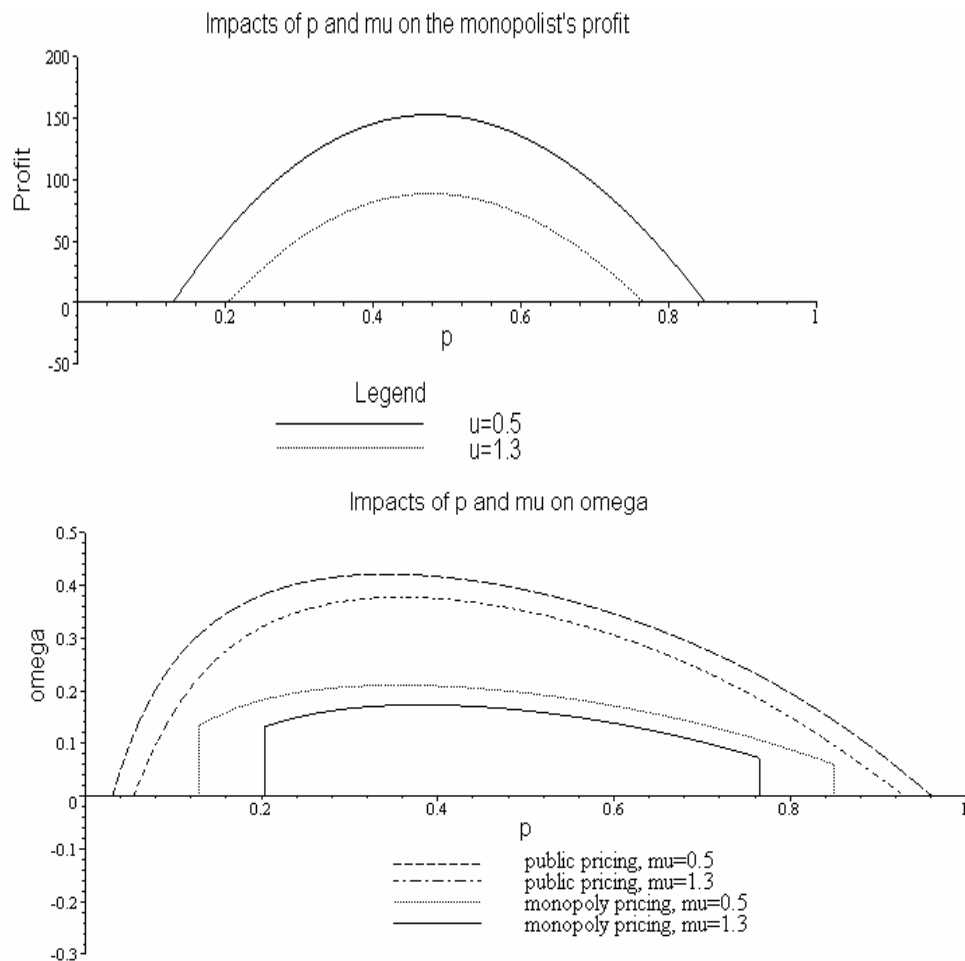 Impacts of p and mu on the monopolist's profit
200
150
100
50
0
-50
Profit
0.2
0.4
0.6
0.8
1
p
Legend
u=0.5
u=1.3
Impacts of p and mu on omega
0.5
0.4
0.3
0.2
0.1
0
-0.1
-0.2
-0.3
omega
0.2
0.4
0.6
0.8
1
p
public pricing, mu=0.5
public pricing, mu=1.3
monopoly pricing, mu=0.5
monopoly pricing, mu=1.3